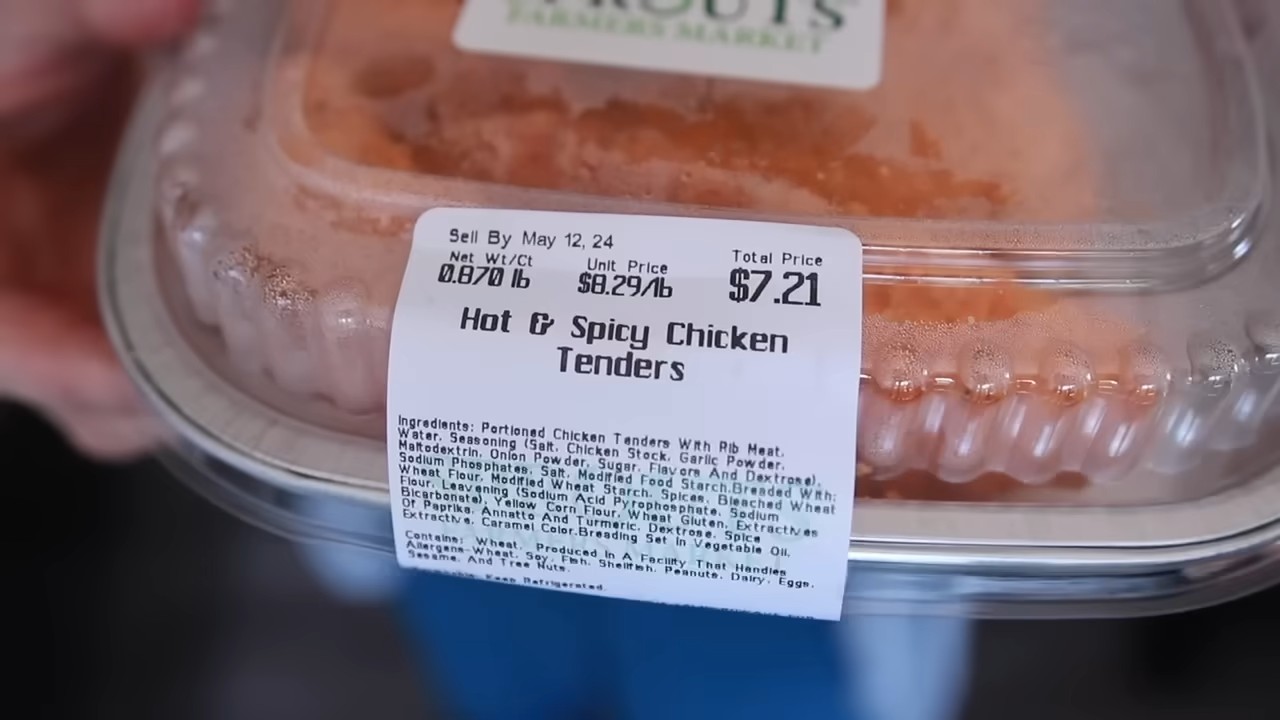 SPROUTS
FARMERS MARKET
Sell By May 12, 24
Net Wt/Ct Unit Price Total Price
0.870 lb $8.29/lb $7.21
Hot & Spicy Chicken
Tenders
Ingredients: Portioned Chicken Tenders With Rib Meat,
Water, Seasoning (Salt, Chicken Stock, Garlic Powder,
Maltodextrin, Onion Powder, Sugar, Flavors And Dextrose),
Sodium Phosphates, Salt, Modified Food Starch.Breaded With:
Wheat Flour, Modified Wheat Starch, Spices, Bleached Wheat
Flour, Leavening (Sodium Acid Pyrophosphate, Sodium
Bicarbonate), Yellow Corn Flour, Wheat Gluten, Extractives
Of Paprika, Annatto And Turmeric, Dextrose, Spice
Extractive, Caramel Color.Breading Set In Vegetable Oil.
Contains: Wheat. Produced In A Facility That Handles
Allergens-Wheat, Soy, Fish, Shellfish, Peanuts, Dairy, Eggs,
Sesame, And Tree Nuts.
Keep Refrigerated.